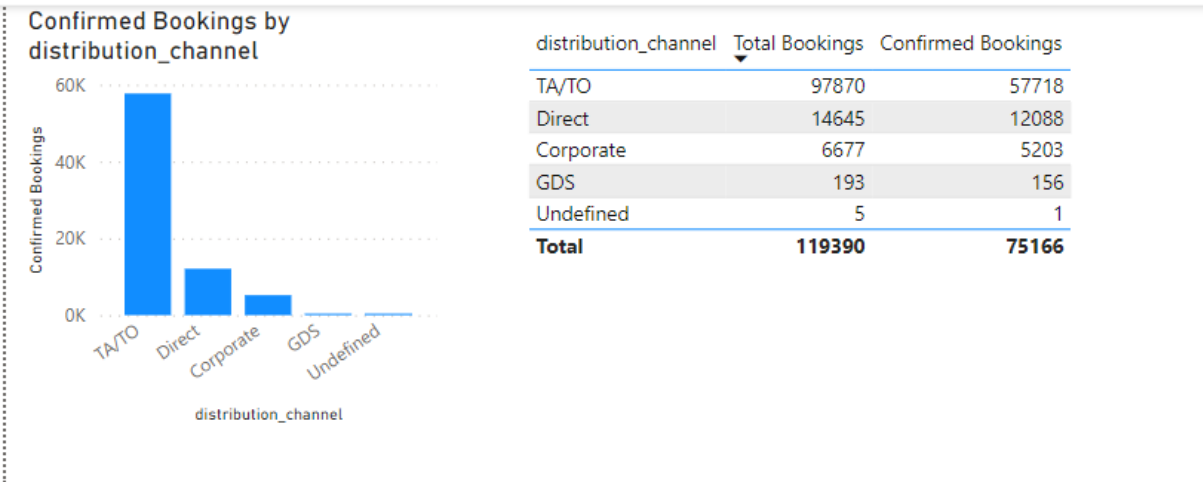 Confirmed Bookings by
distribution_channel
60K
40K
20K
0K
Confirmed Bookings
TA/TO
Direct
Corporate
GDS
Undefined
distribution_channel
distribution_channel Total Bookings Confirmed Bookings
TA/TO 97870 57718
Direct 14645 12088
Corporate 6677 5203
GDS 193 156
Undefined 5 1
Total 119390 75166